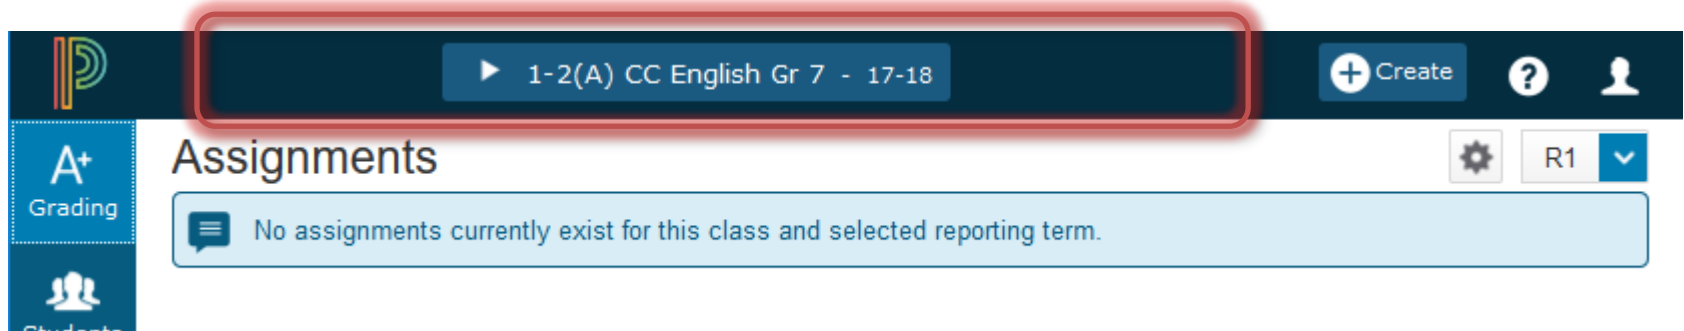 1-2(A) CC English Gr 7 - 17-18
Create
?
A+
Grading
Assignments
R1
No assignments currently exist for this class and selected reporting term.
Students